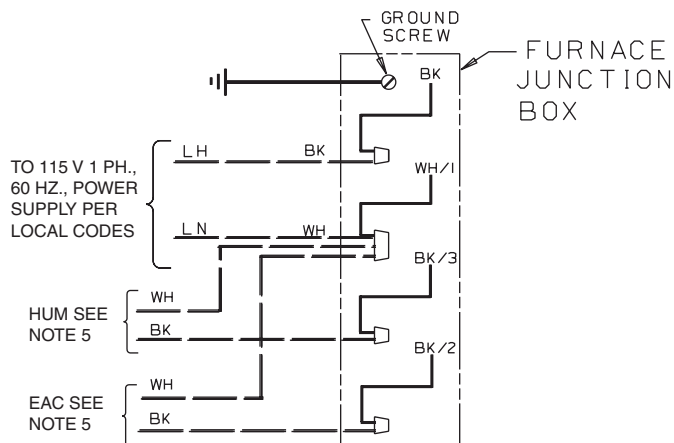 GROUND
SCREW
BK
FURNACE
JUNCTION
BOX
TO 115 V 1 PH.,
60 HZ., POWER
SUPPLY PER
LOCAL CODES
LH
BK
WH/1
LN
WH
BK/3
HUM SEE
NOTE 5
WH
BK
BK/2
EAC SEE
NOTE 5
WH
BK